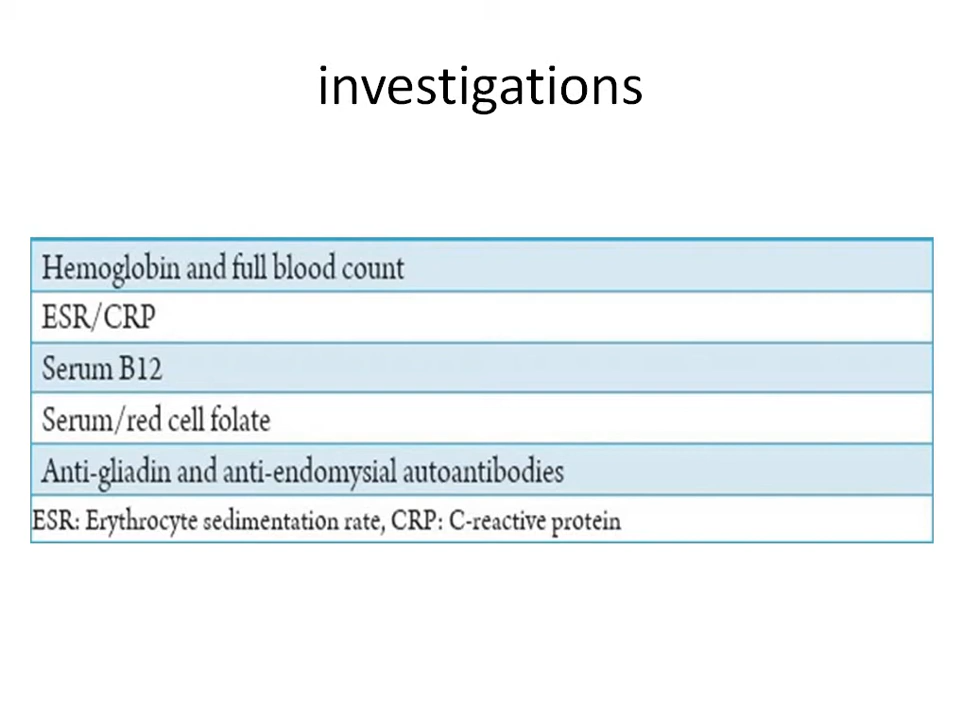 investigations
Hemoglobin and full blood count
ESR/CRP
Serum B12
Serum/red cell folate
Anti-gliadin and anti-endomysial autoantibodies
ESR: Erythrocyte sedimentation rate, CRP: C-reactive protein